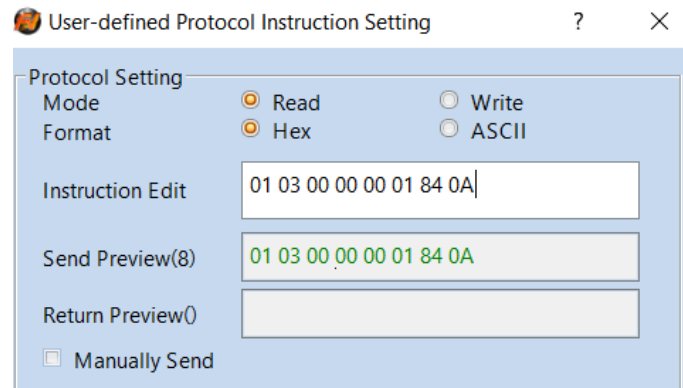 User-defined Protocol Instruction Setting ? ×
Protocol Setting
Mode Read Write
Format Hex ASCII
Instruction Edit 01 03 00 00 00 01 84 0A
Send Preview(8) 01 03 00 00 00 01 84 0A
Return Preview()
Manually Send